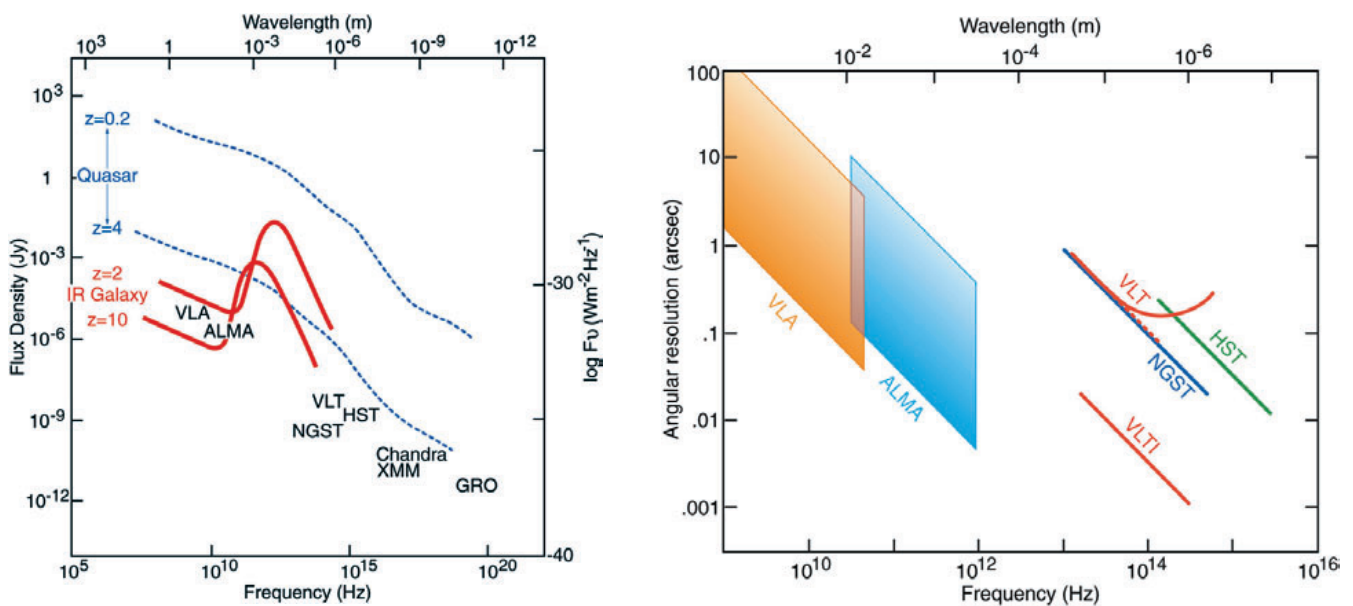 Wavelength (m)
10³ 1 10⁻³ 10⁻⁶ 10⁻⁹ 10⁻¹²
Flux Density (Jy)
10³
1
10⁻³
10⁻⁶
10⁻⁹
10⁻¹²
z=0.2
Quasar
z=4
z=2
IR Galaxy
z=10
VLA
ALMA
VLT
HST
NGST
Chandra
XMM
GRO
-30
-40
log Fυ (Wm⁻² Hz⁻¹)
10⁵ 10¹⁰ 10¹⁵ 10²⁰
Frequency (Hz)
Wavelength (m)
10⁻² 10⁻⁴ 10⁻⁶
Angular resolution (arcsec)
100
10
1
.1
.01
.001
VLA
ALMA
VLT
HST
NGST
VLTI
10¹⁰ 10¹² 10¹⁴ 10¹⁶
Frequency (Hz)